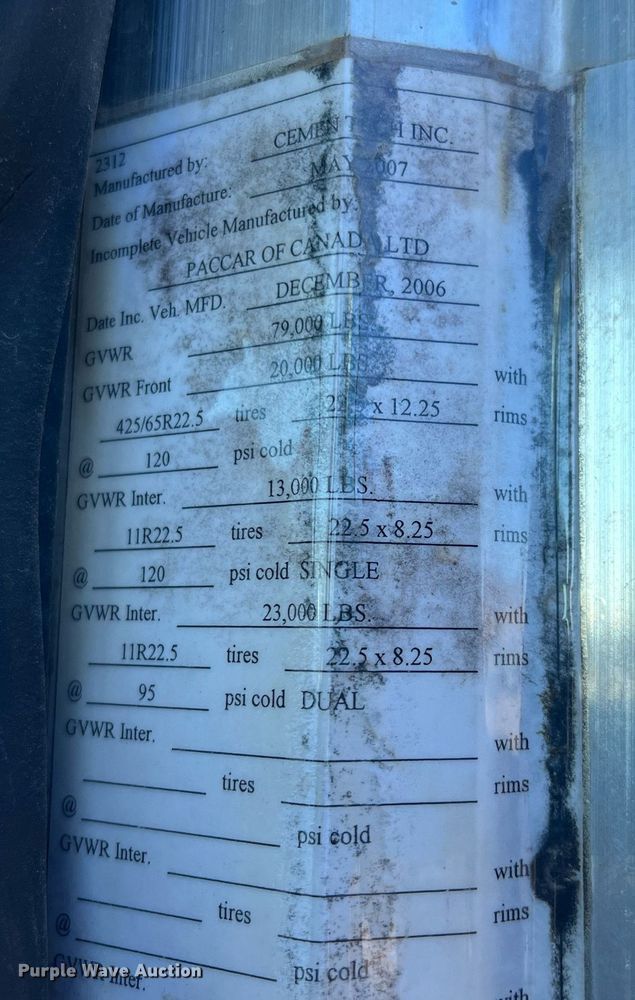 2312
Manufactured by: INC.
Date of Manufacture: MAY 2007
Incomplete Vehicle Manufactured by:
PACCAR OF CANADA LTD
Date Inc. Veh. MFD. DECEMBER, 2006
GVWR 79,000 LBS
GVWR Front 20,000 LBS with
425/65R22.5 tires x 12.25 rims
@ 120 psi cold
GVWR Inter. 13,000 LBS. with
11R22.5 tires 22.5 x 8.25 rims
@ 120 psi cold SINGLE
GVWR Inter. 23,000 LBS. with
11R22.5 tires 22.5 x 8.25 rims
@ 95 psi cold DUAL
GVWR Inter. with
tires rims
@ psi cold
GVWR Inter. with
tires rims
@ psi cold
GVWR Inter. with
Purple Wave Auction